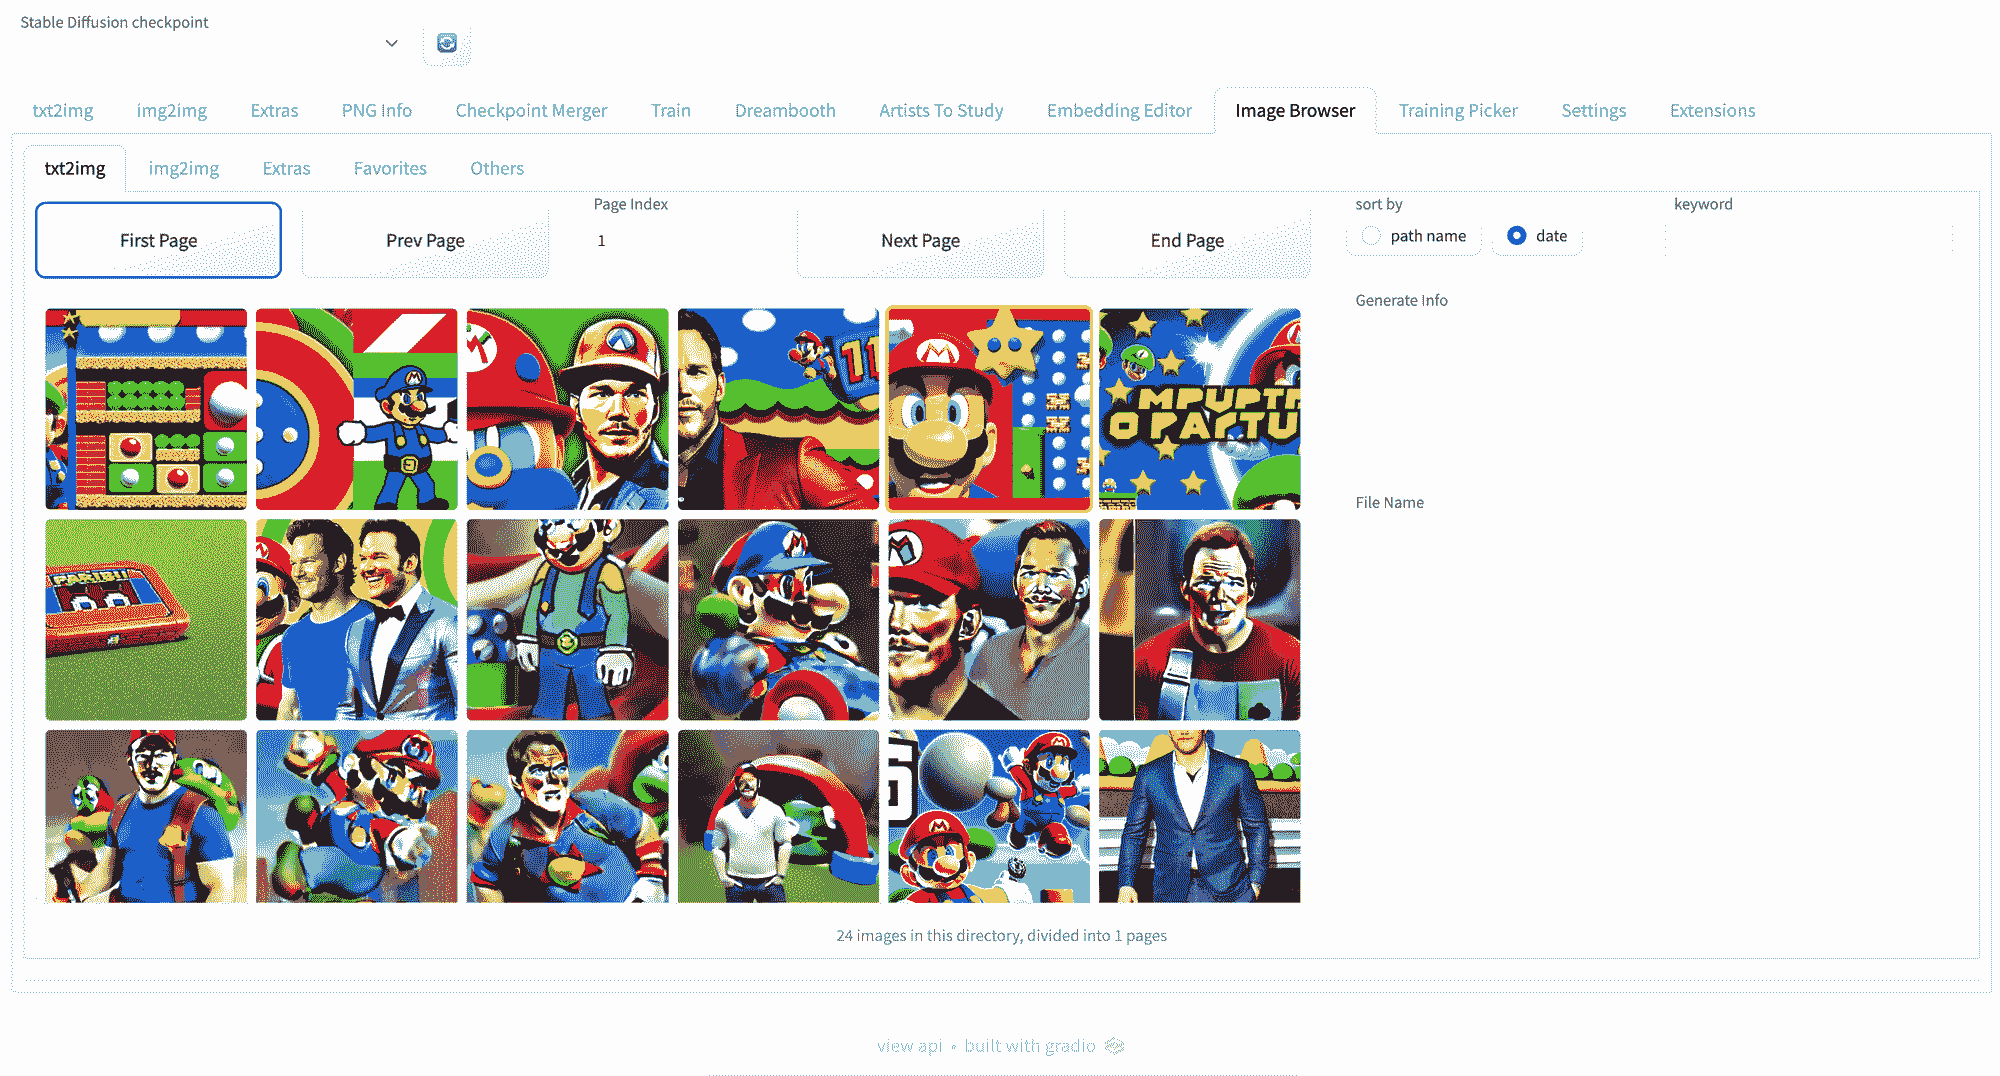 Stable Diffusion checkpoint
txt2img img2img Extras PNG Info Checkpoint Merger Train Dreambooth Artists To Study Embedding Editor Image Browser Training Picker Settings Extensions
txt2img img2img Extras Favorites Others
First Page Prev Page Page Index 1 Next Page End Page
sort by path name date keyword
Generate Info
M M M
MPUPTA
O PAPTU
File Name
PARIS!!
M
M
M
24 images in this directory, divided into 1 pages
view api • built with gradio